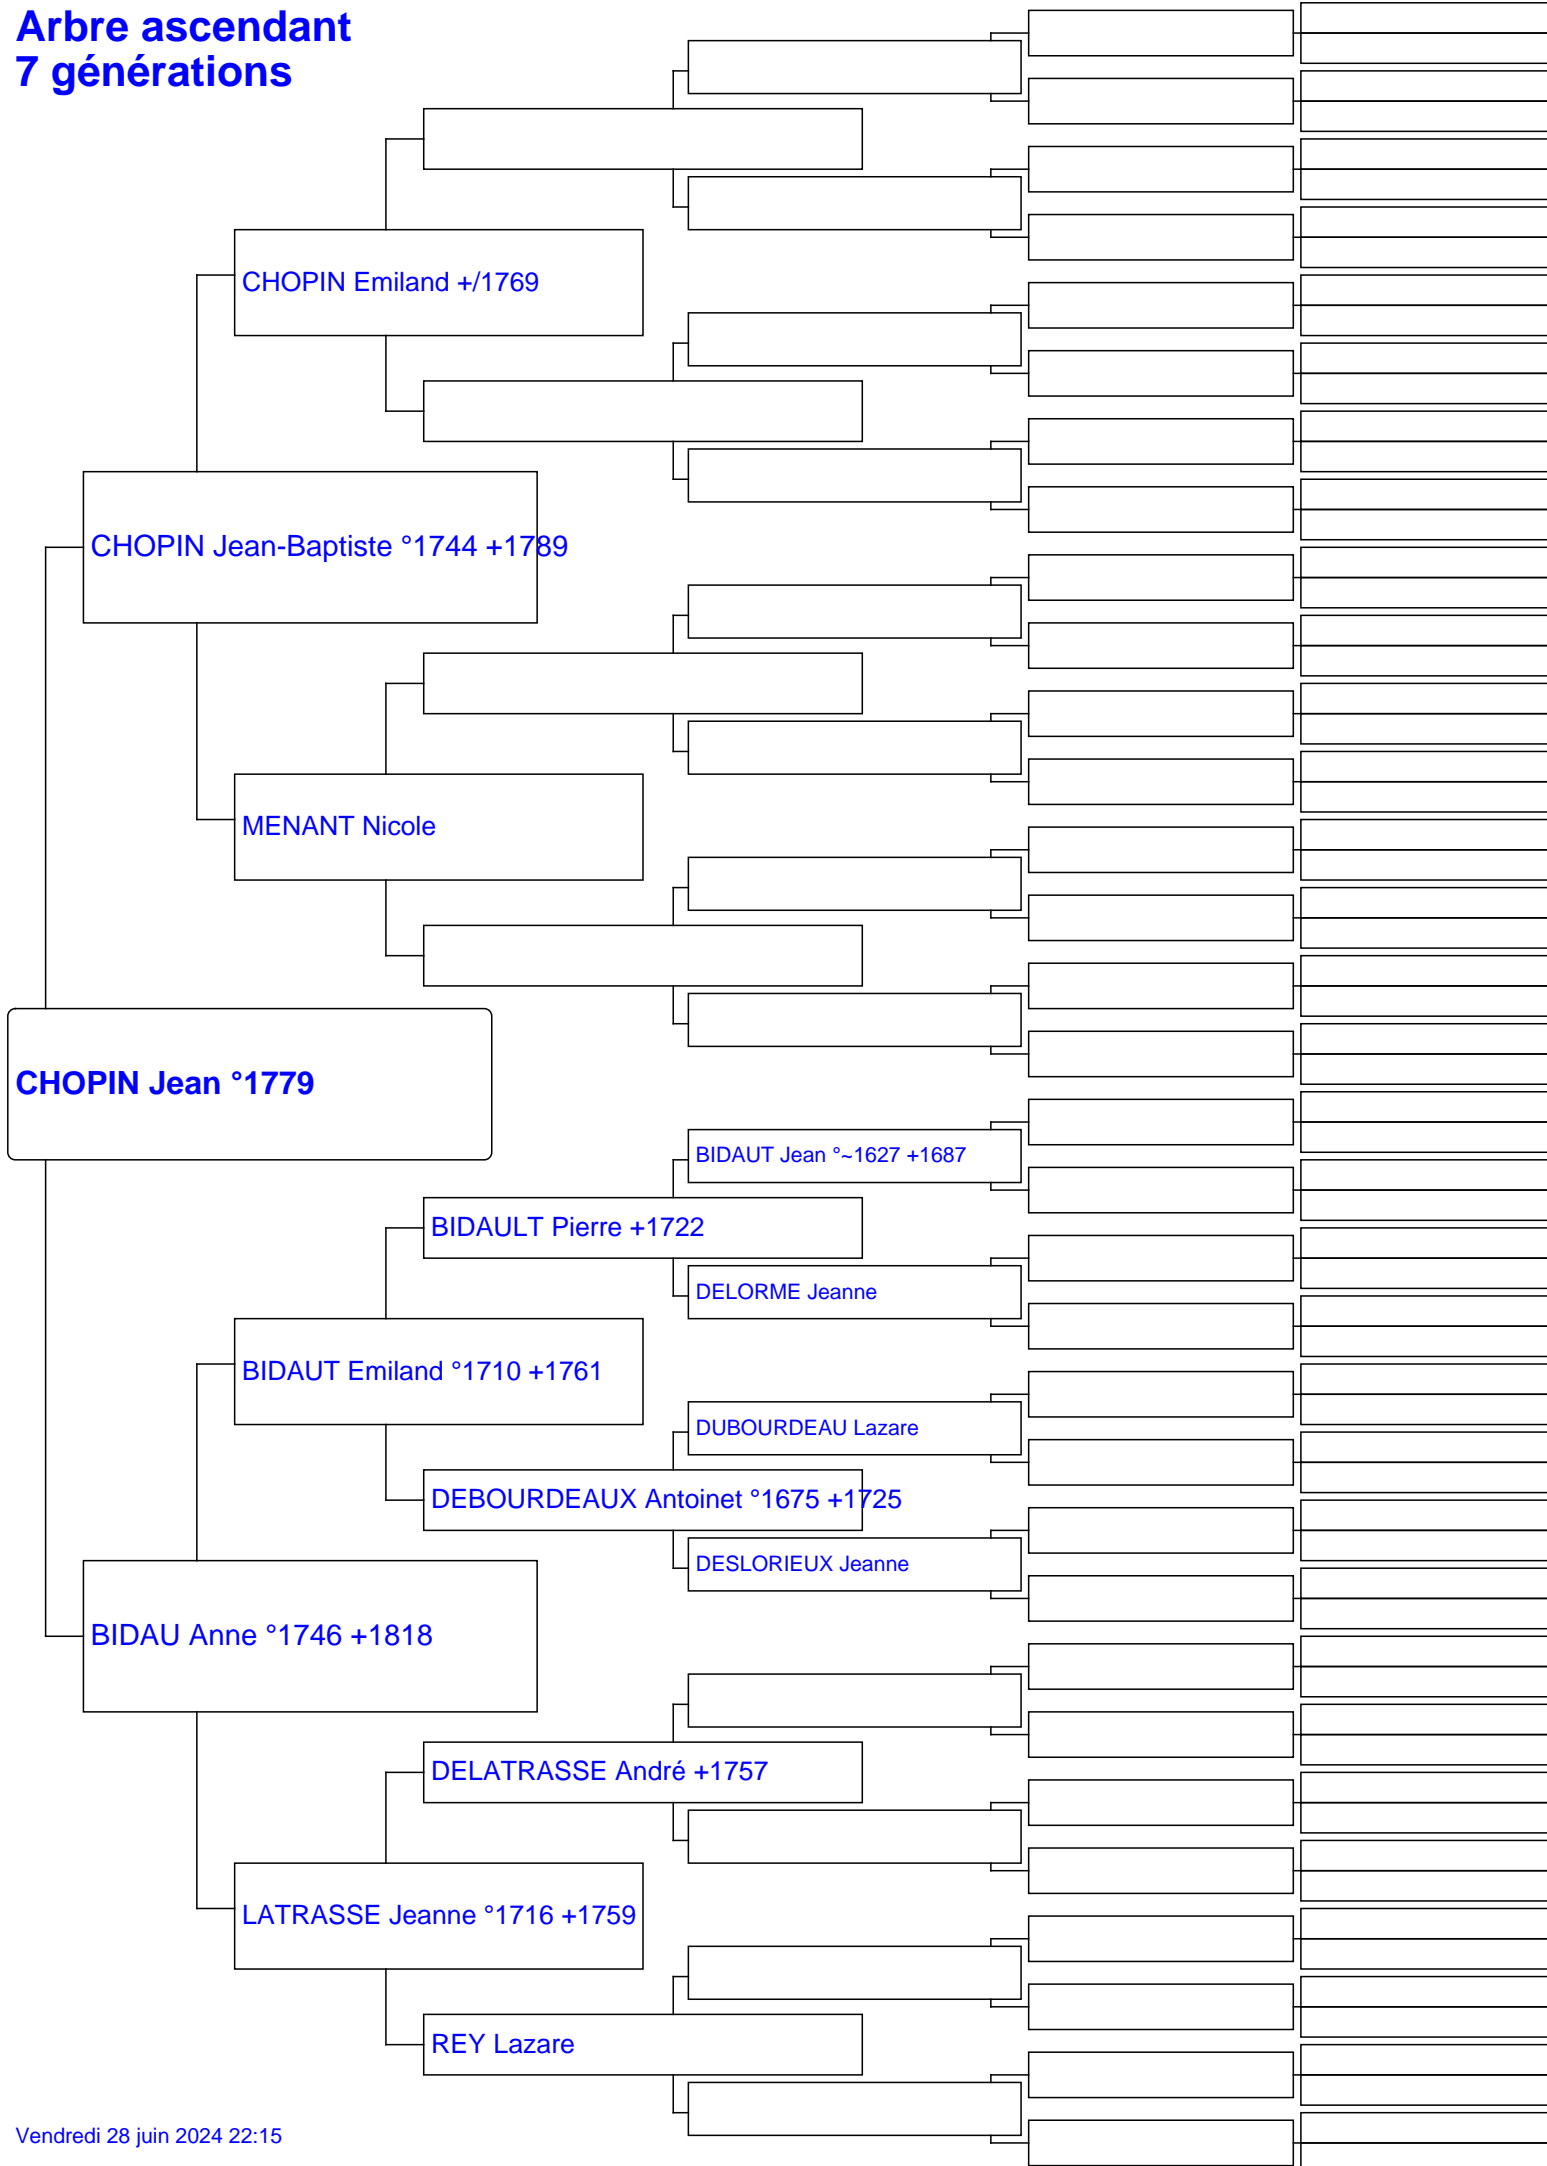 Arbre ascendant
7 générations
CHOPIN Emiland +/1769
CHOPIN Jean-Baptiste °1744 +1789
MENANT Nicole
CHOPIN Jean °1779
BIDAUT Jean °~1627 +1687
BIDAULT Pierre +1722
DELORME Jeanne
BIDAUT Emiland °1710 +1761
DUBOURDEAU Lazare
DEBOURDEAUX Antoinet °1675 +1725
DESLORIEUX Jeanne
BIDAU Anne °1746 +1818
DELATRASSE André +1757
LATRASSE Jeanne °1716 +1759
REY Lazare
Vendredi 28 juin 2024 22:15